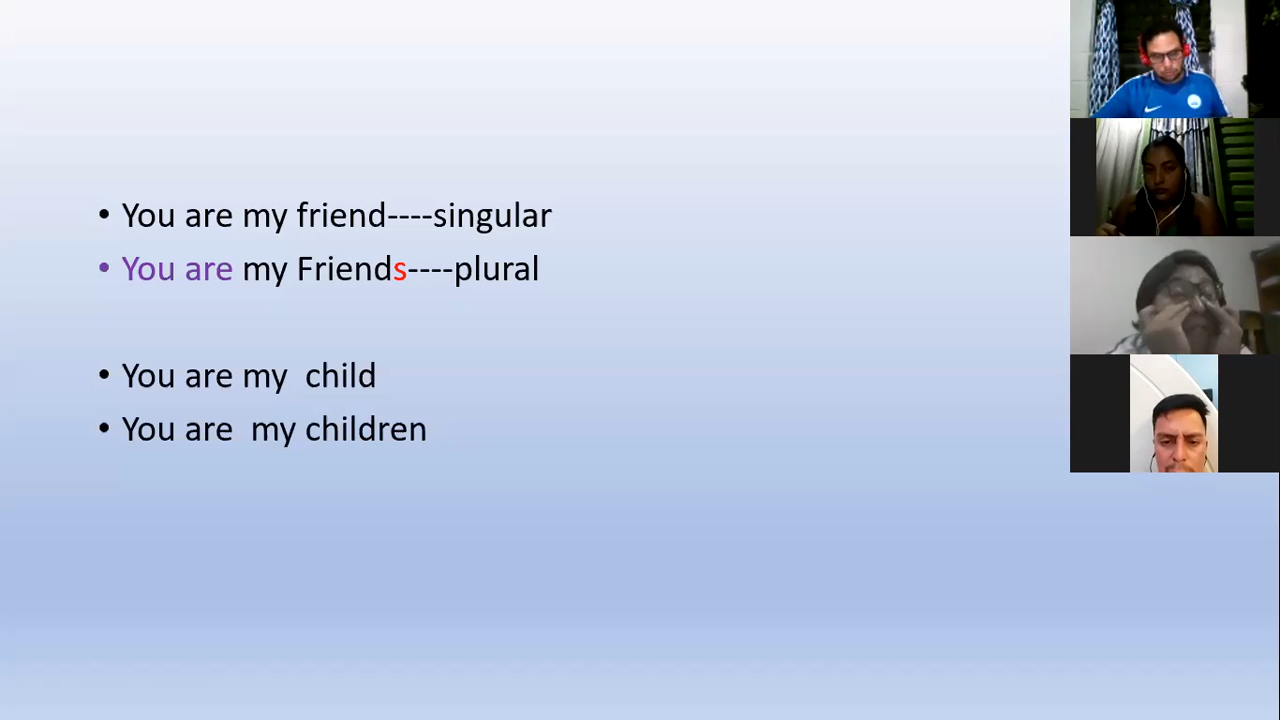 • You are my friend----singular
• You are my Friends----plural
• You are my  child
• You are  my children